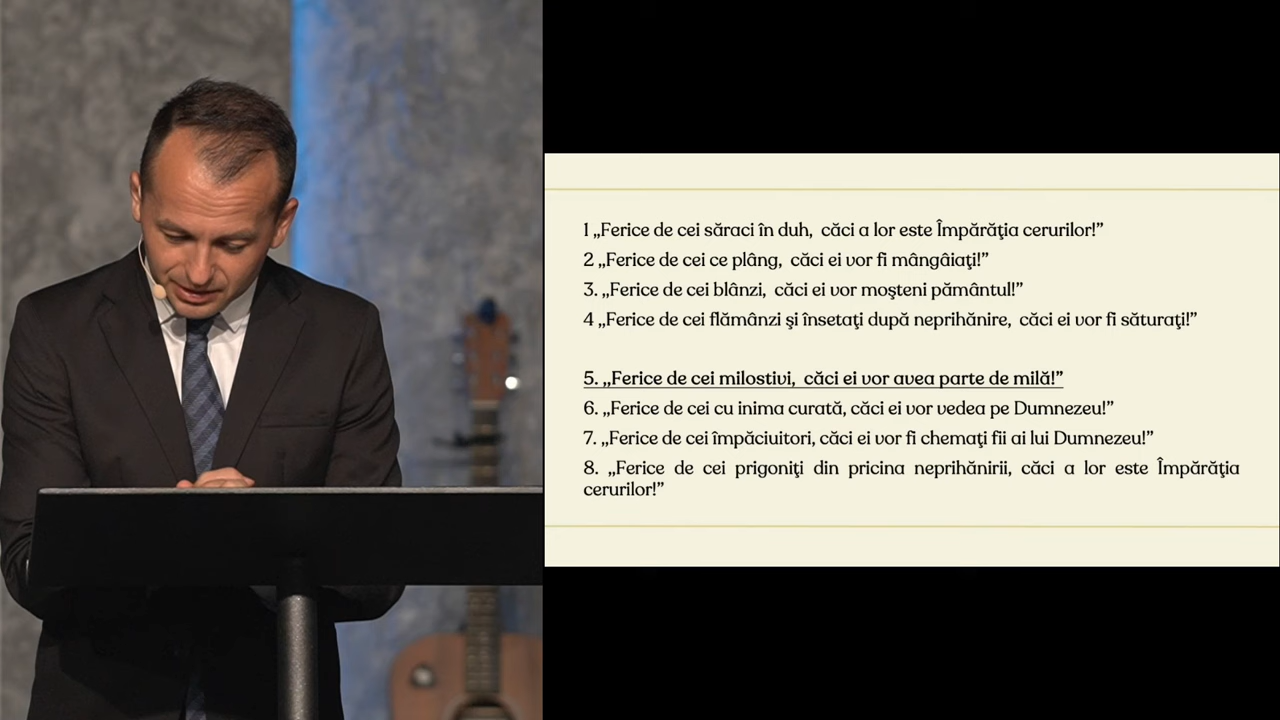 1 „Ferice de cei săraci în duh, căci a lor este Împărăţia cerurilor!”
2 „Ferice de cei ce plâng, căci ei vor fi mângâiaţi!”
3. „Ferice de cei blânzi, căci ei vor moşteni pământul!”
4 „Ferice de cei flămânzi şi însetaţi după neprihănire, căci ei vor fi săturaţi!”
5. „Ferice de cei milostivi, căci ei vor avea parte de milă!”
6. „Ferice de cei cu inima curată, căci ei vor vedea pe Dumnezeu!”
7. „Ferice de cei împăciuitori, căci ei vor fi chemaţi fii ai lui Dumnezeu!”
8. „Ferice de cei prigoniţi din pricina neprihănirii, căci a lor este Împărăţia
cerurilor!”